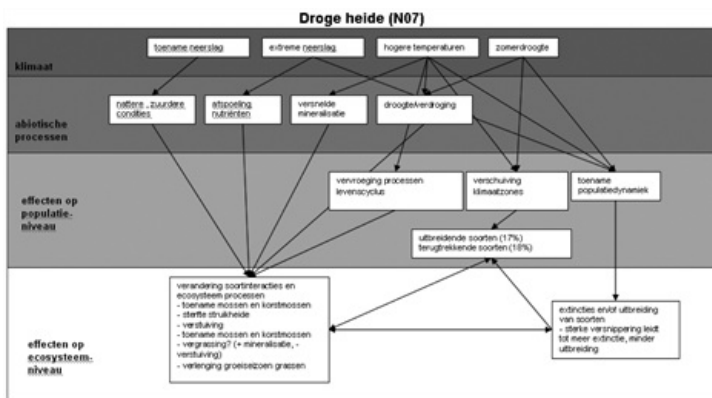 Droge heide (N07)
toename neerslag
extreme neerslag
hogere temperaturen
zomerdroogte
klimaat
nattere, zuurdere
condities
afspoeling
nutriënten
versnelde
mineralisatie
droogte/verdroging
abiotische
processen
vervroeging processen
levenscyclus
verschuiving
klimaatzones
toename
populatiedynamiek
effecten op
populatie-
niveau
uitbreidende soorten (17%)
terugtrekkende soorten (18%)
verandering soortinteracties en
ecosysteem processen
- toename mossen en korstmossen
- sterfte struikheide
- verstuiving
- toename mossen en korstmossen
- vergrassing? (+ mineralisatie, -
verstuiving)
- verlenging groeiseizoen grassen
extincties en/of uitbreiding
van soorten
- sterke versnippering leidt
tot meer extinctie, minder
uitbreiding
effecten op
ecosysteem-
niveau